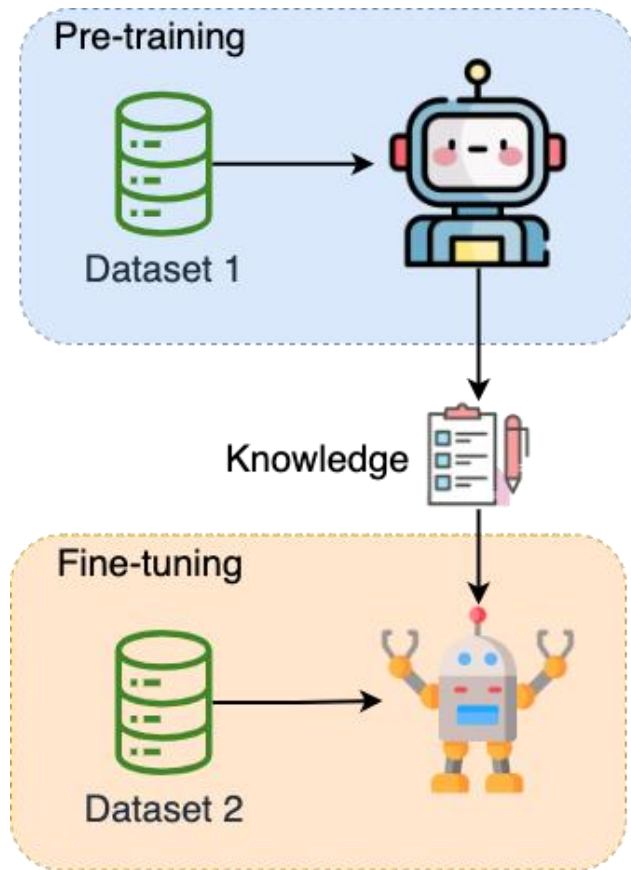 Pre-training
Dataset 1
Knowledge
Fine-tuning
Dataset 2